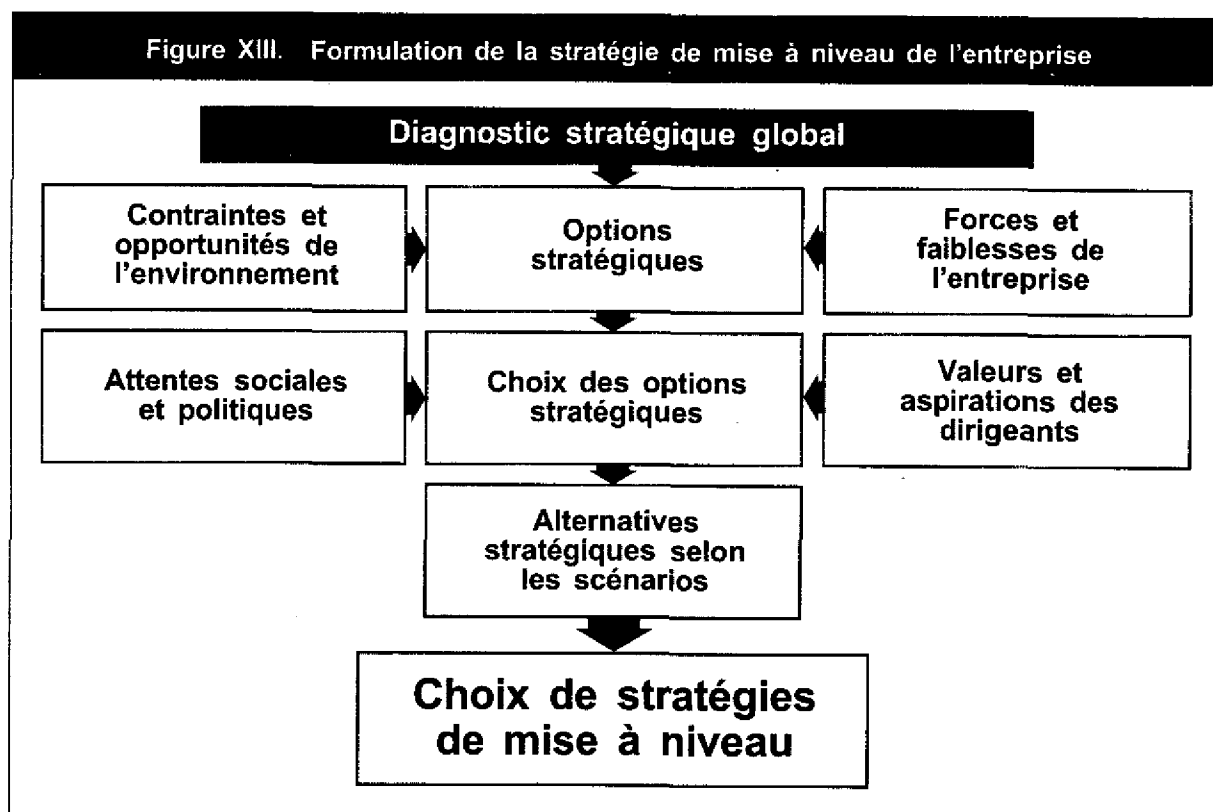 Figure XIII. Formulation de la stratégie de mise à niveau de l'entreprise
Diagnostic stratégique global
Contraintes et
opportunités de
l'environnement
Options
stratégiques
Forces et
faiblesses de
l'entreprise
Attentes sociales
et politiques
Choix des options
stratégiques
Valeurs et
aspirations des
dirigeants
Alternatives
stratégiques selon
les scénarios
Choix de stratégies
de mise à niveau